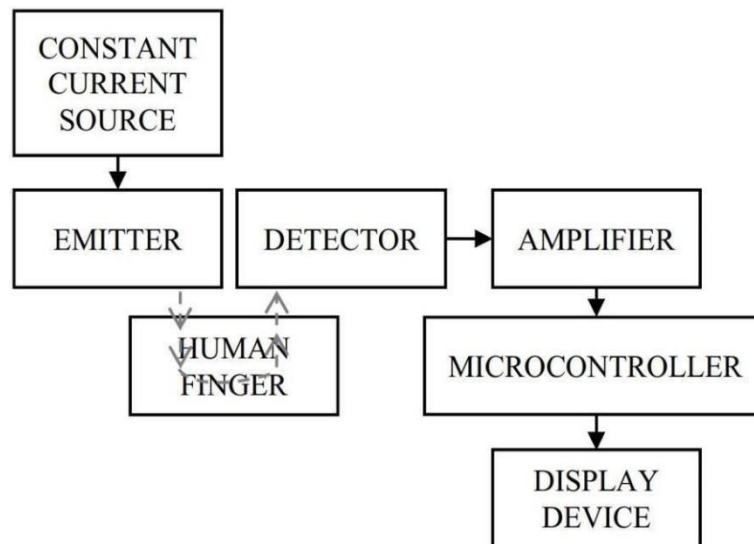 CONSTANT
CURRENT
SOURCE
EMITTER
DETECTOR
AMPLIFIER
HUMAN
FINGER
MICROCONTROLLER
DISPLAY
DEVICE